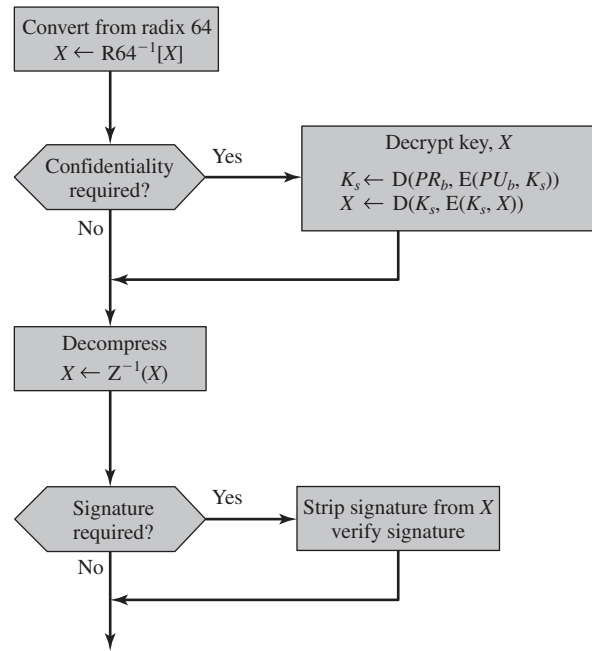 Convert from radix 64
X ← R64⁻¹[X]
Confidentiality
required?
Yes
No
Decrypt key, X
Kₛ ← D(PR_b, E(PU_b, Kₛ))
X ← D(Kₛ, E(Kₛ, X))
Decompress
X ← Z⁻¹(X)
Signature
required?
Yes
No
Strip signature from X
verify signature